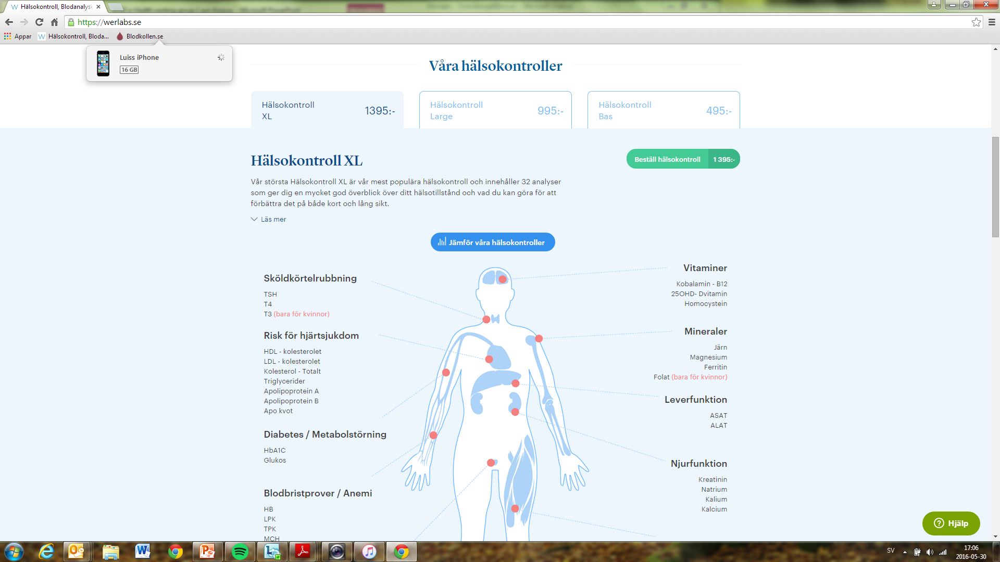 Hälsokontroll, Blodanalys
https://werlabs.se
Appar
Hälsokontroll, Bloda...
Blodkollen.se
Luiss iPhone
16 GB
Våra hälsokontroller
Hälsokontroll
XL
1395:-
Hälsokontroll
Large
995:-
Hälsokontroll
Bas
495:-
Hälsokontroll XL
Beställ hälsokontroll 1 395:-
Vår största Hälsokontroll XL är vår mest populära hälsokontroll och innehåller 32 analyser
som ger dig en mycket god överblick över ditt hälsotillstånd och vad du kan göra för att
förbättra det på både kort och lång sikt.
Läs mer
Jämför våra hälsokontroller
Sköldkörtelrubbning
TSH
T4
T3 (bara för kvinnor)
Risk för hjärtsjukdom
HDL - kolesterolet
LDL - kolesterolet
Kolesterol - Totalt
Triglycerider
Apolipoprotein A
Apolipoprotein B
Apo kvot
Diabetes / Metabolstörning
HbA1C
Glukos
Blodbristprover / Anemi
HB
LPK
TPK
MCH
Vitaminer
Kobalamin - B12
25OHD- Dvitamin
Homocystein
Mineraler
Järn
Magnesium
Ferritin
Folat (bara för kvinnor)
Leverfunktion
ASAT
ALAT
Njurfunktion
Kreatinin
Natrium
Kalium
Kalcium
Hjälp
SV
17:06
2016-05-30